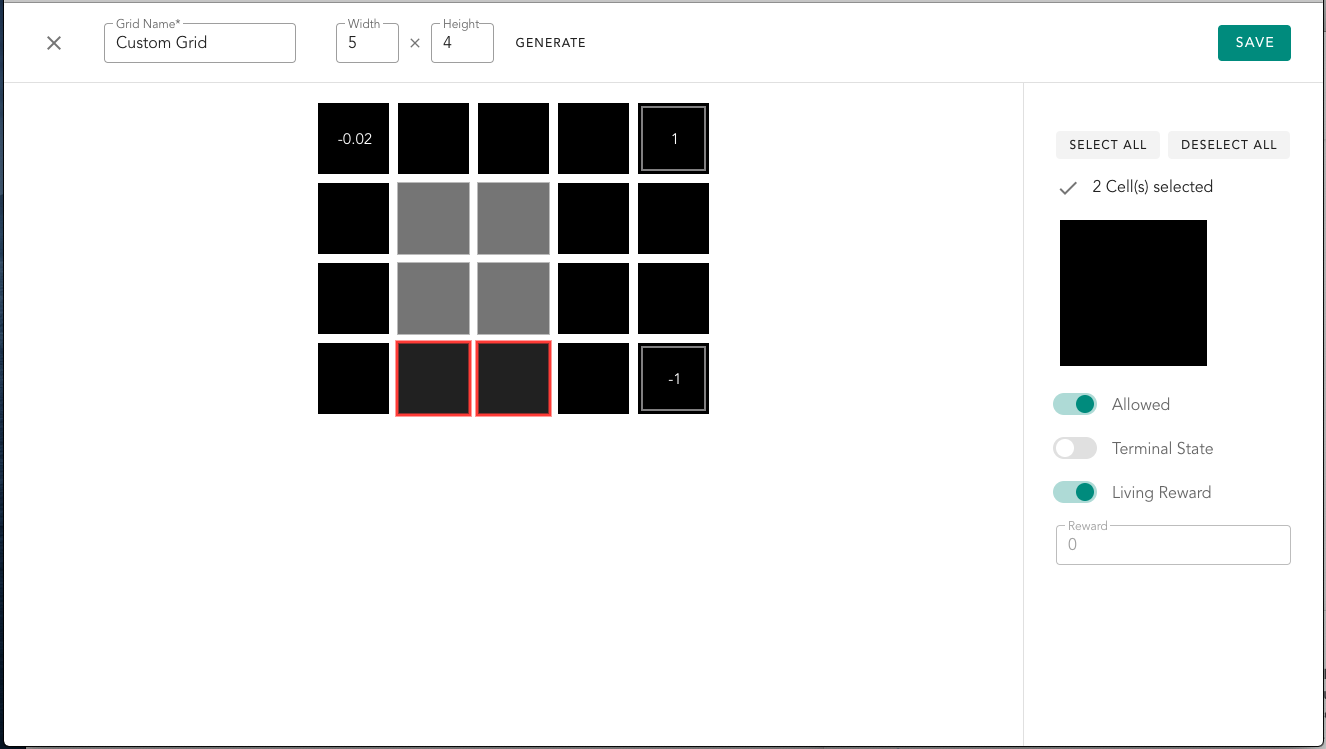 Grid Name*
Custom Grid
Width
5
×
Height
4
GENERATE
SAVE
-0.02
1
-1
SELECT ALL
DESELECT ALL
2 Cell(s) selected
Allowed
Terminal State
Living Reward
Reward
0